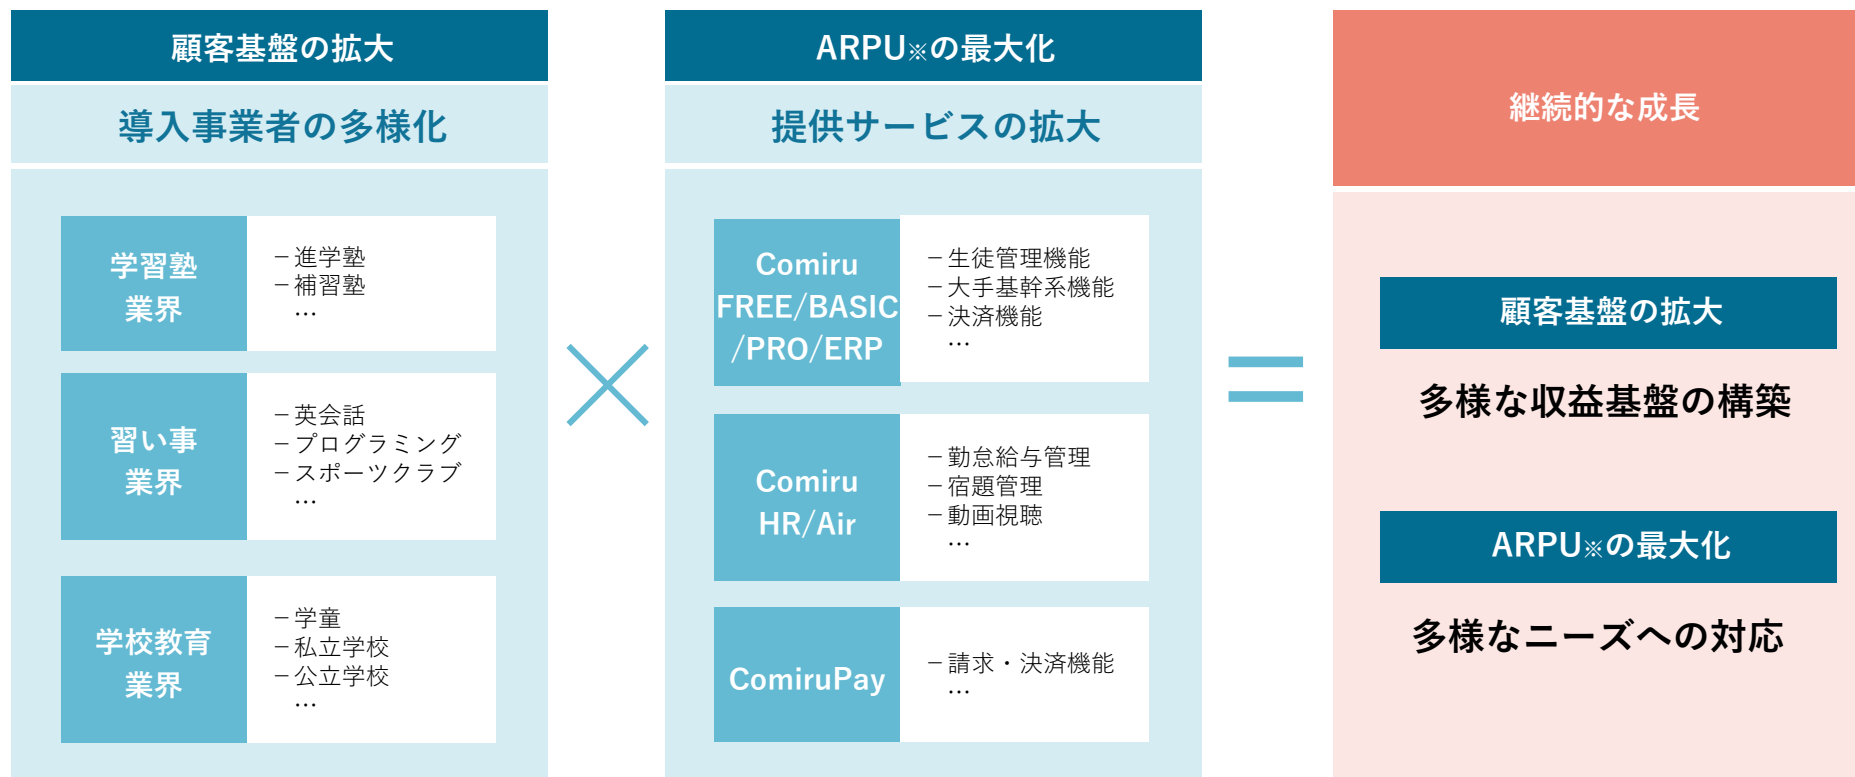 顧客基盤の拡大
導入事業者の多様化
学習塾
業界
－進学塾
－補習塾
…
習い事
業界
－英会話
－プログラミング
－スポーツクラブ
…
学校教育
業界
－学童
－私立学校
－公立学校
…
×
ARPU※の最大化
提供サービスの拡大
Comiru
FREE/BASIC
/PRO/ERP
－生徒管理機能
－大手基幹系機能
－決済機能
…
Comiru
HR/Air
－勤怠給与管理
－宿題管理
－動画視聴
…
ComiruPay
－請求・決済機能
…
＝
継続的な成長
顧客基盤の拡大
多様な収益基盤の構築
ARPU※の最大化
多様なニーズへの対応